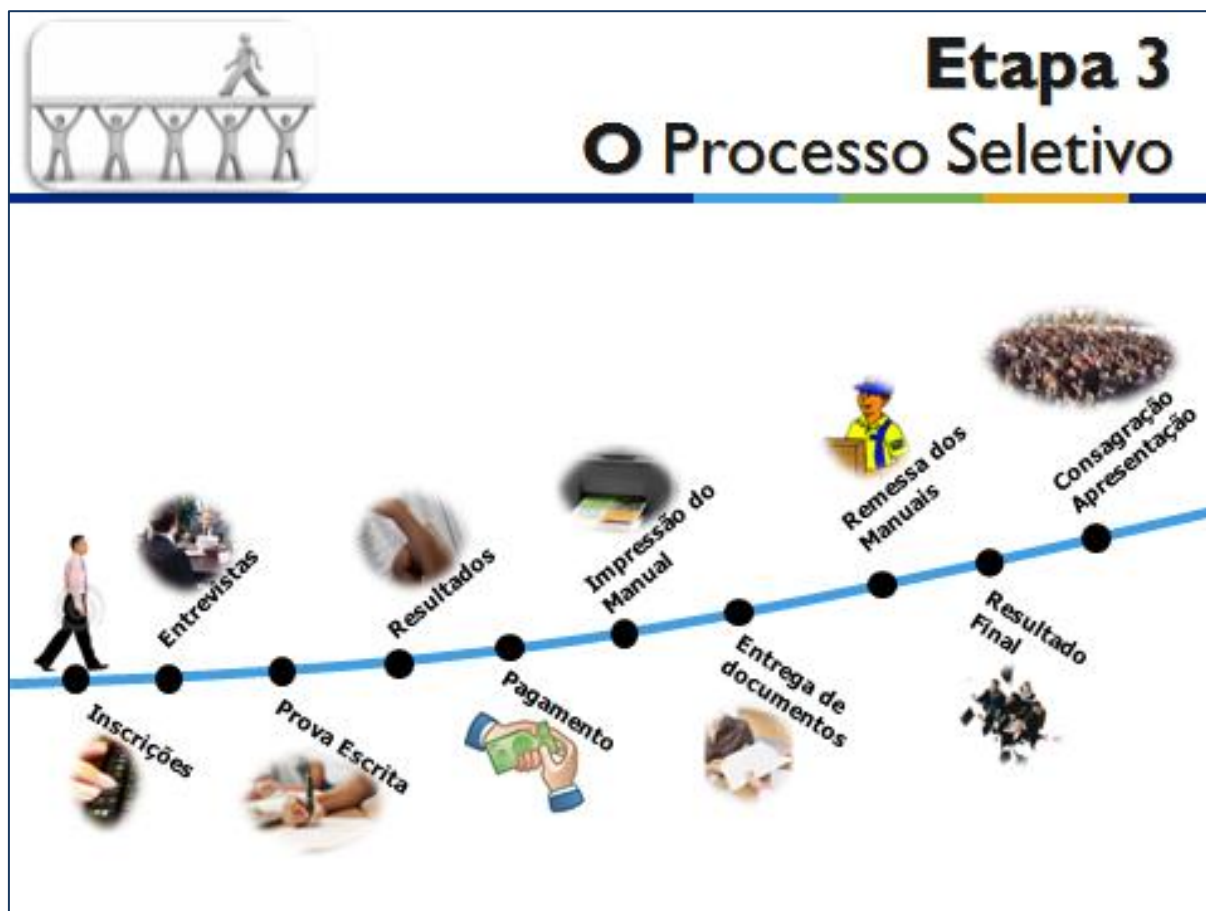 Etapa 3
O Processo Seletivo
Inscrições
Entrevistas
Prova Escrita
Resultados
Pagamento
Impressão do
Manual
Entrega de
documentos
Remessa dos
Manuais
Resultado
Final
Consagração
Apresentação